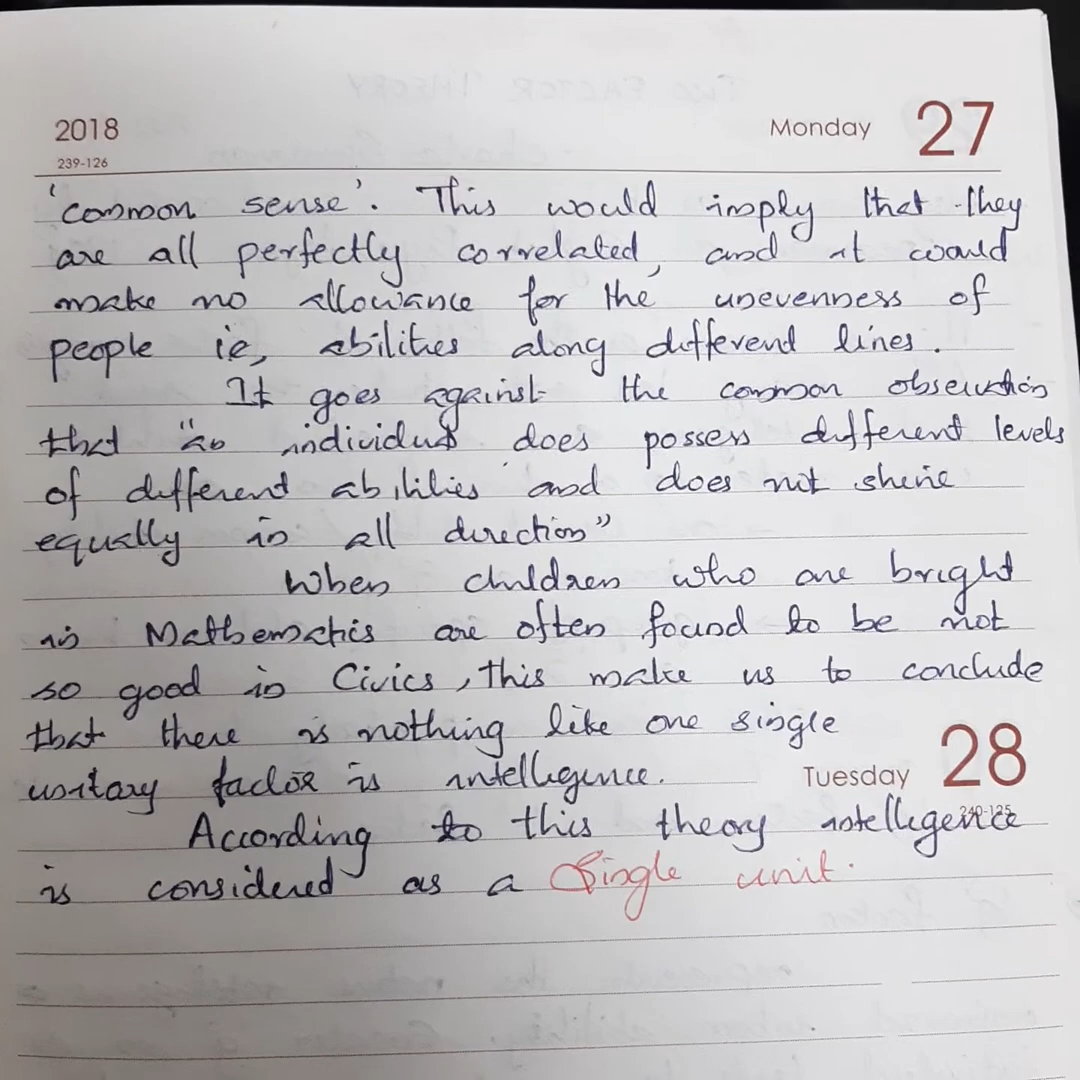 2018
Monday 27
239-126
'common sense'. This would imply that they
are all perfectly correlated, and it would
make no allowance for the unevenness of
people ie, abilities along differend lines.
It goes against the common observation
that "an individual does possess different levels
of different abilities and does not shine
equally in all direction"
When children who are bright
in Mathematics are often found to be not
so good in Civics, this make us to conclude
that there is nothing like one single
unitary factor is intelligence.
Tuesday 28
240-125
According to this theory intelligence
is considered as a Single unit.